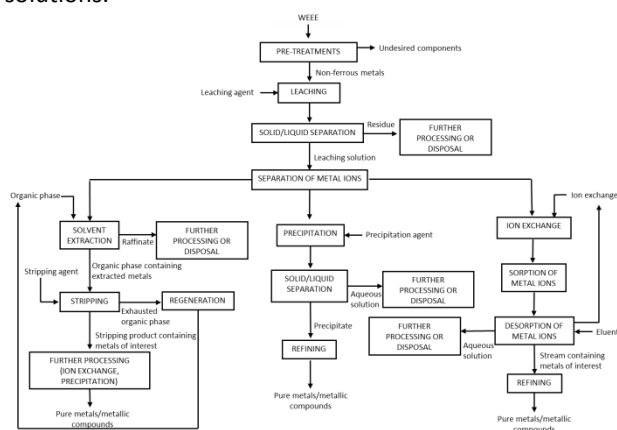 solutions.
WEEE
PRE-TREATMENTS
Undesired components
Non-ferrous metals
Leaching agent
LEACHING
SOLID/LIQUID SEPARATION
Residue
FURTHER
PROCESSING OR
DISPOSAL
Leaching solution
SEPARATION OF METAL IONS
Organic phase
SOLVENT
EXTRACTION
Raffinate
FURTHER
PROCESSING OR
DISPOSAL
Organic phase containing
extracted metals
Stripping agent
STRIPPING
Exhausted
organic phase
REGENERATION
Stripping product containing
metals of interest
FURTHER PROCESSING
(ION EXCHANGE,
PRECIPITATION)
Pure metals/metallic
compounds
PRECIPITATION
Precipitation agent
SOLID/LIQUID
SEPARATION
Aqueous
solution
FURTHER
PROCESSING OR
DISPOSAL
Precipitate
REFINING
Pure metals/metallic
compounds
Ion exchange
ION EXCHANGE
SORPTION OF
METAL IONS
DESORPTION OF
METAL IONS
Eluent
Aqueous
solution
FURTHER
PROCESSING OR
DISPOSAL
Stream containing
metals of interest
REFINING
Pure metals/metallic
compounds